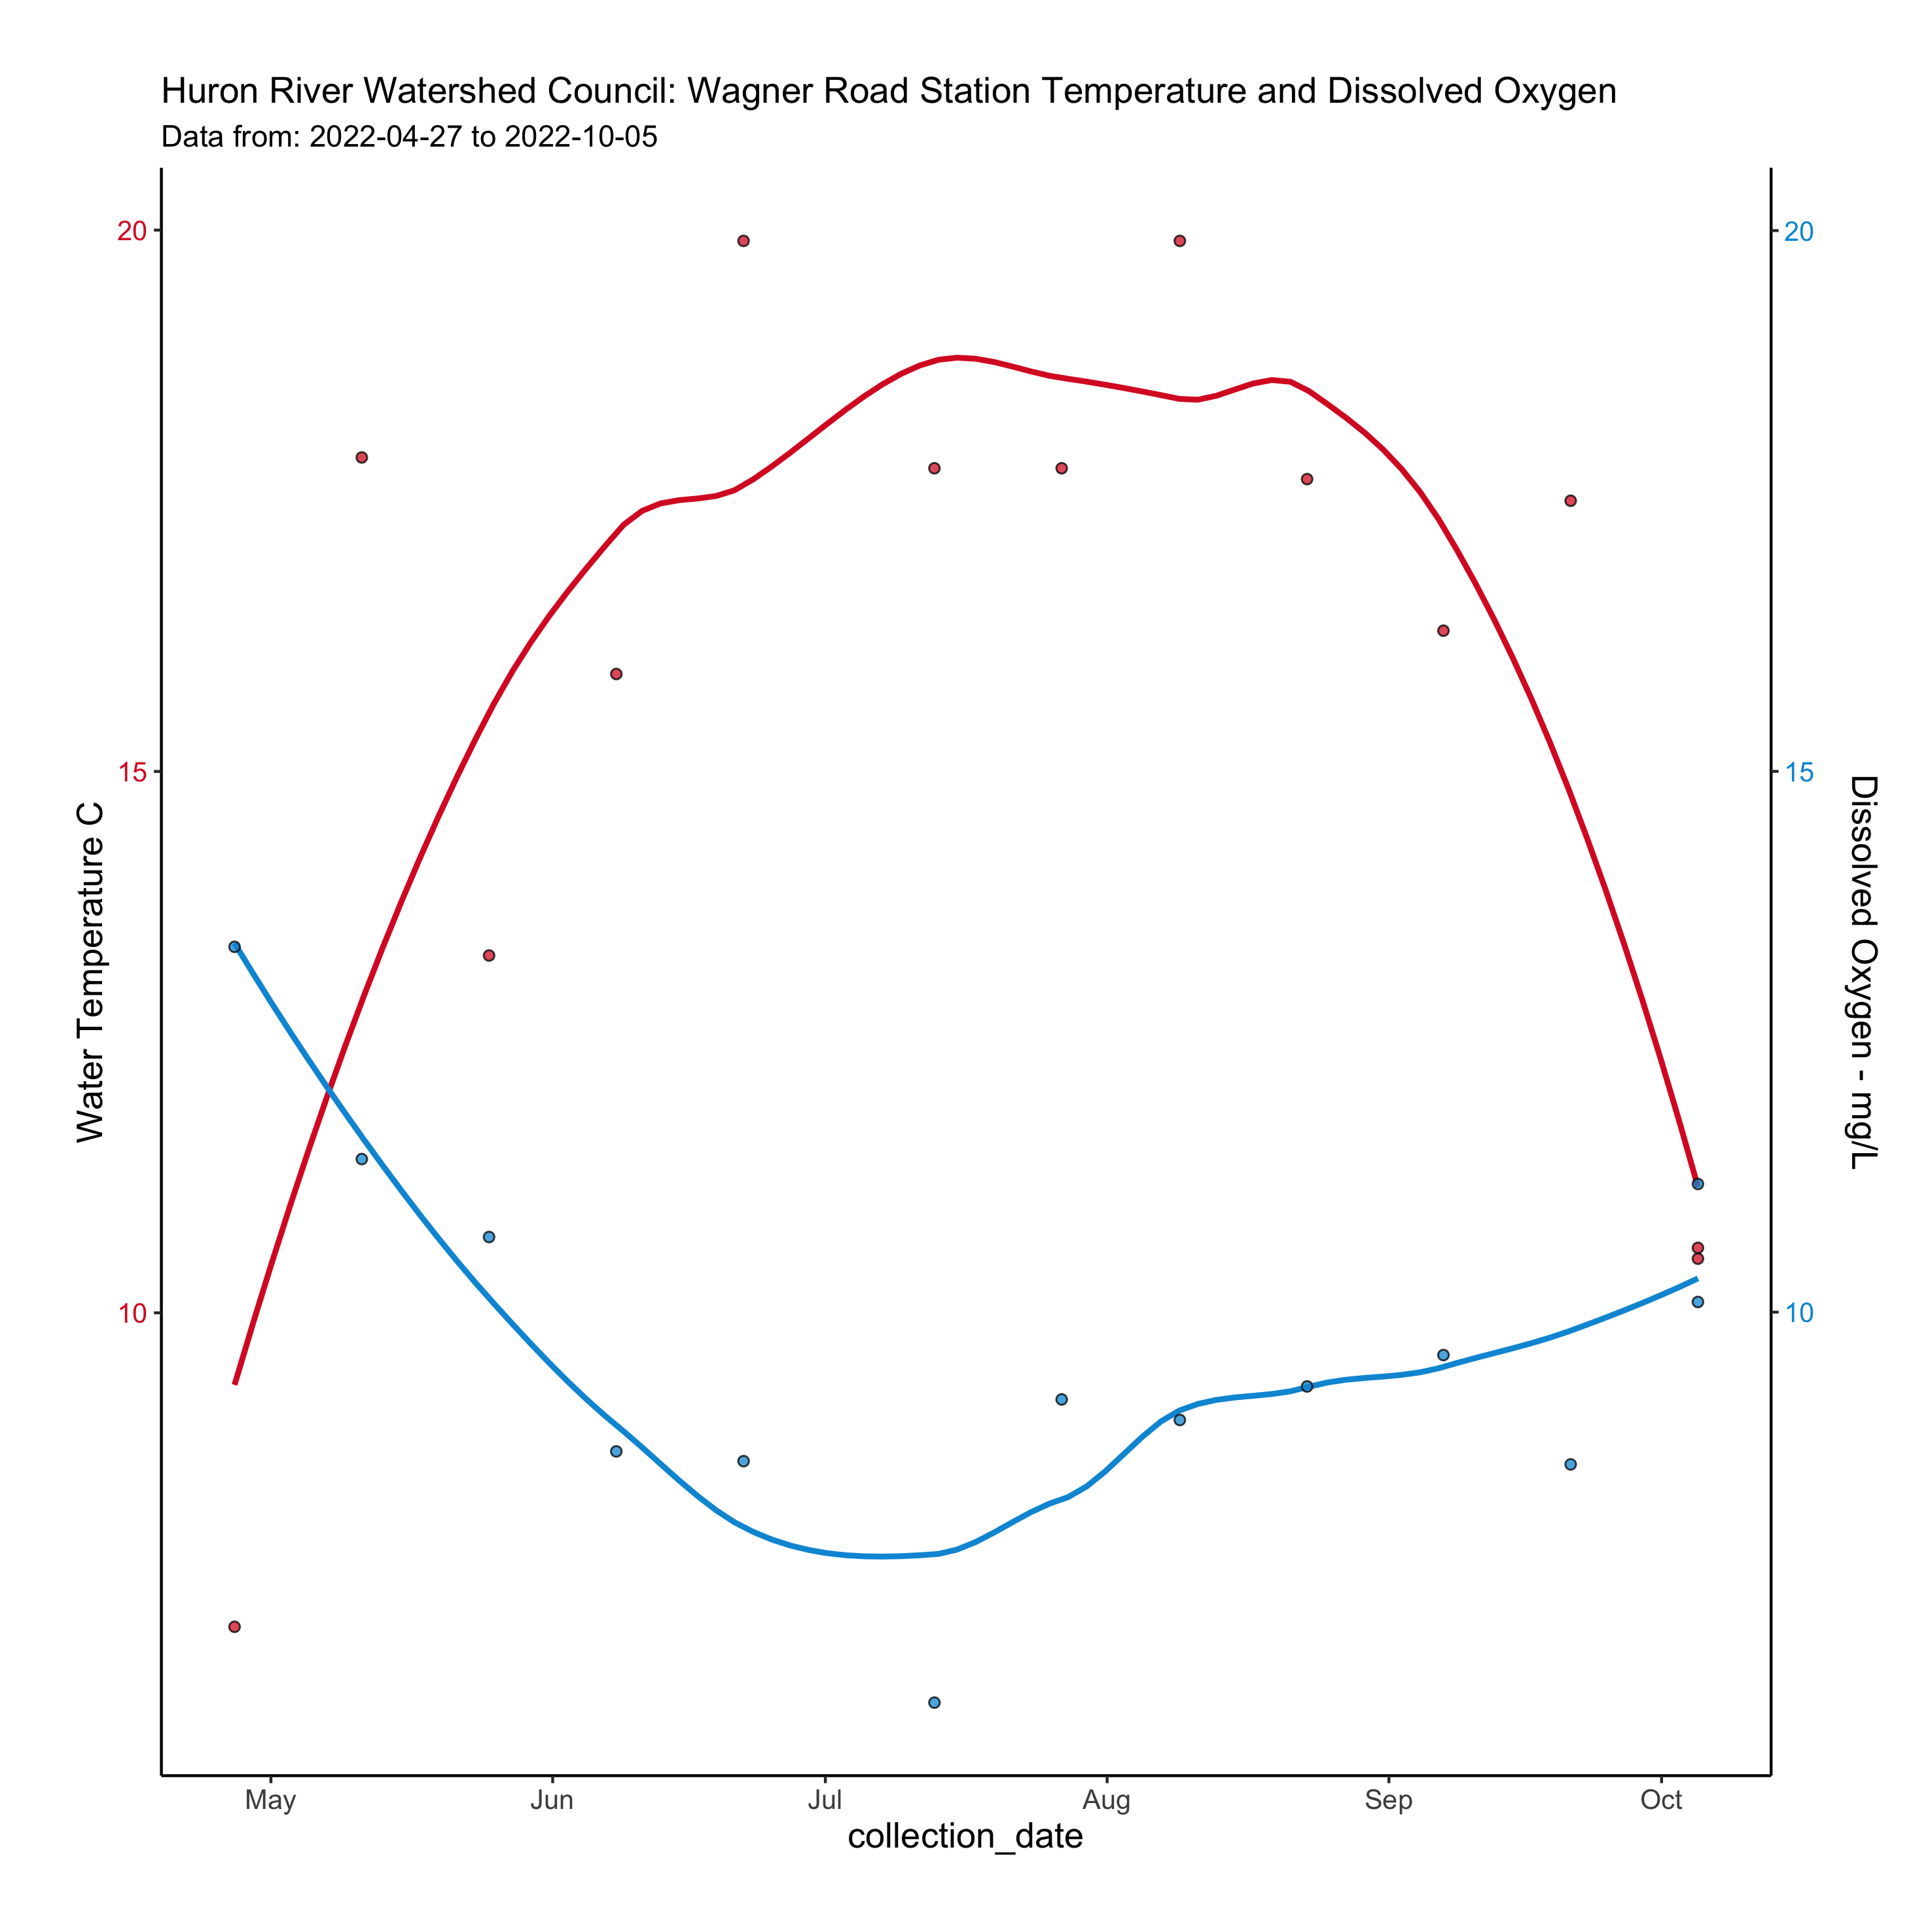 Huron River Watershed Council: Wagner Road Station Temperature and Dissolved Oxygen
Data from: 2022-04-27 to 2022-10-05
20
15
10
Water Temperature C
20
15
10
Dissolved Oxygen - mg/L
May Jun Jul Aug Sep Oct
collection_date